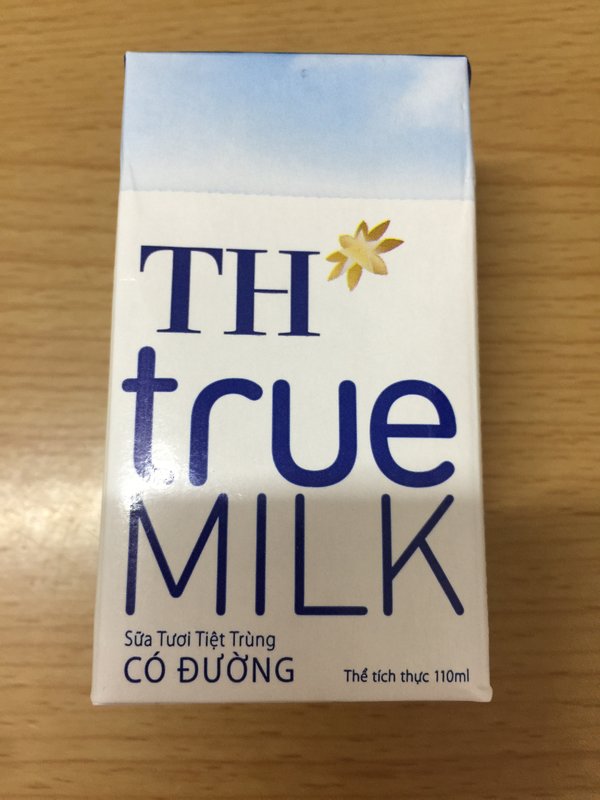 TH
true
MILK
Sữa Tươi Tiệt Trùng
CÓ ĐƯỜNG
Thể tích thực 110ml